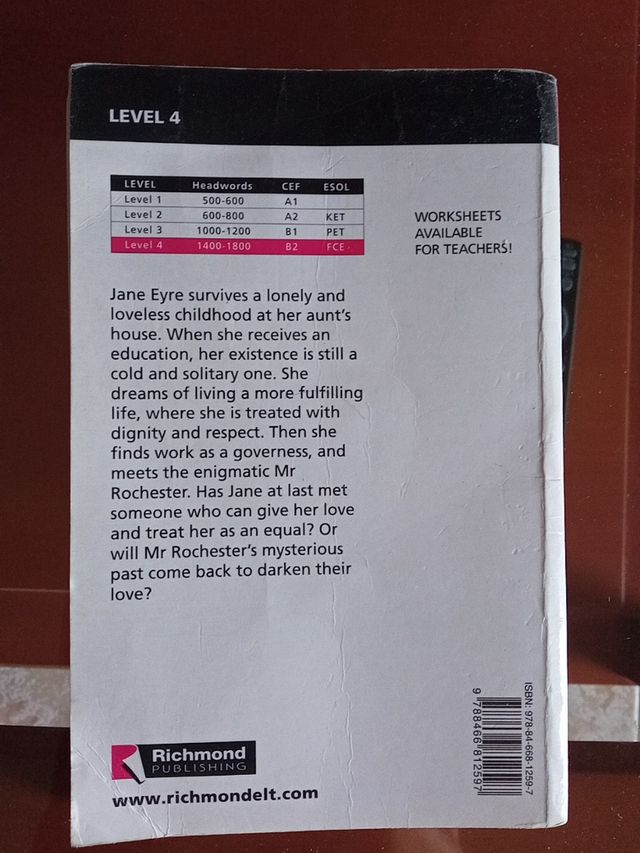 LEVEL 4
LEVEL Headwords CEF ESOL
Level 1 500-600 A1
Level 2 600-800 A2 KET
Level 3 1000-1200 B1 PET
Level 4 1400-1800 B2 FCE
WORKSHEETS
AVAILABLE
FOR TEACHERS!
Jane Eyre survives a lonely and
loveless childhood at her aunt's
house. When she receives an
education, her existence is still a
cold and solitary one. She
dreams of living a more fulfilling
life, where she is treated with
dignity and respect. Then she
finds work as a governess, and
meets the enigmatic Mr
Rochester. Has Jane at last met
someone who can give her love
and treat her as an equal? Or
will Mr Rochester's mysterious
past come back to darken their
love?
ISBN: 978-84-668-1259-7
9 788466 812597
Richmond
PUBLISHING
www.richmondelt.com